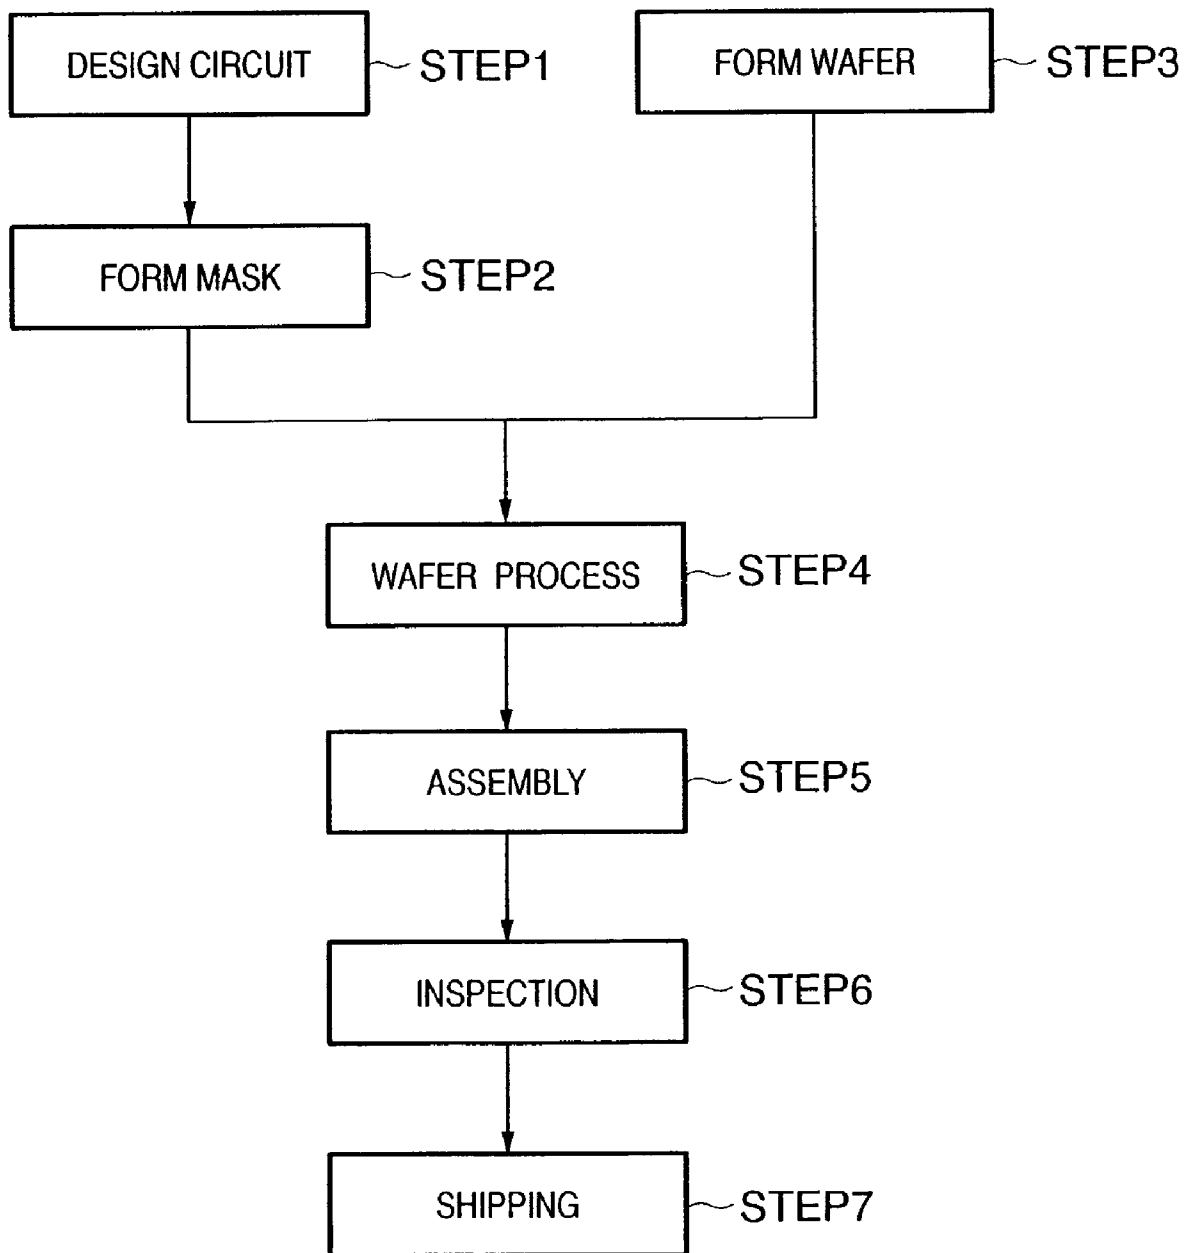 DESIGN CIRCUIT
STEP1
FORM WAFER
STEP3
FORM MASK
STEP2
WAFER PROCESS
STEP4
ASSEMBLY
STEP5
INSPECTION
STEP6
SHIPPING
STEP7